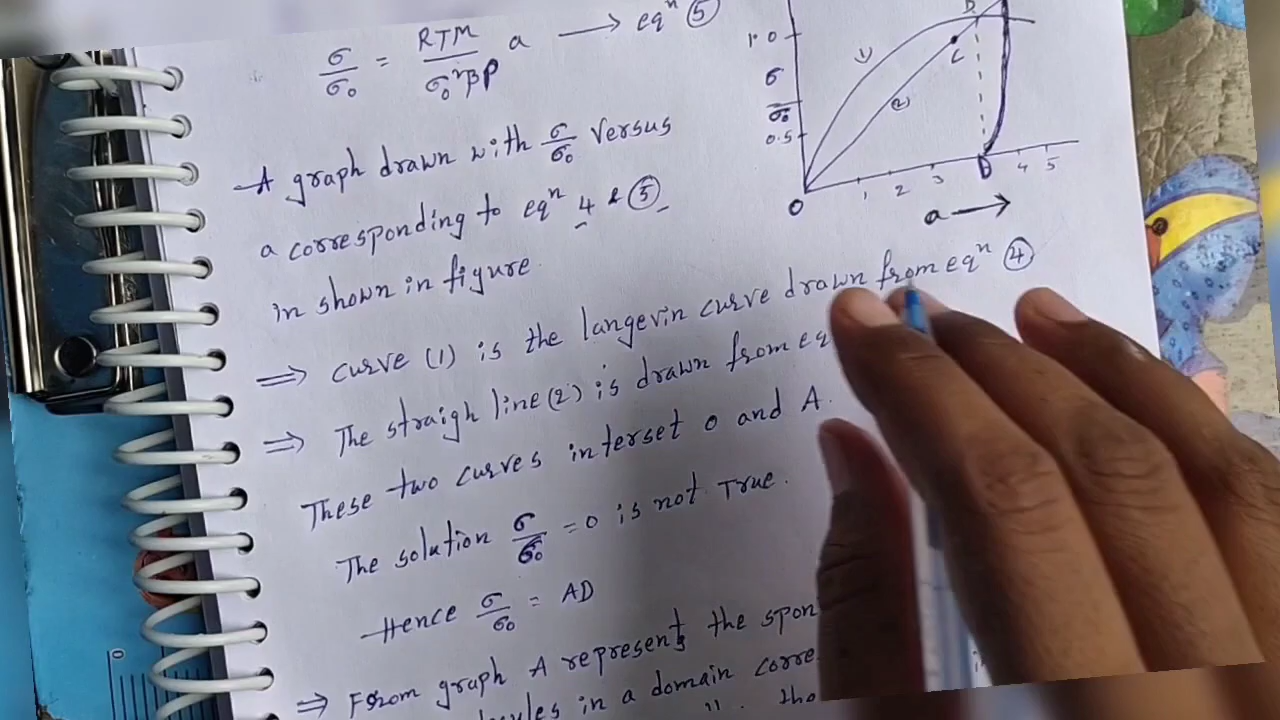 σ/σ₀ = RTM/σ₀²βρ a → eqⁿ ⑤
A graph drawn with σ/σ₀ versus
a corresponding to eqⁿ 4 & ⑤
in shown in figure.
⇒ curve (1) is the langevin curve drawn from eqⁿ ④
⇒ The straigh line (2) is drawn from eq
These two curves interset 0 and A.
The solution σ/σ₀ = 0 is not True.
Hence σ/σ₀ = AD
⇒ From graph A represents the spon
in a domain corre
1.0
σ/σ₀
0.5
(1)
(2)
B
C
D
O
1 2 3 4 5
a →
0